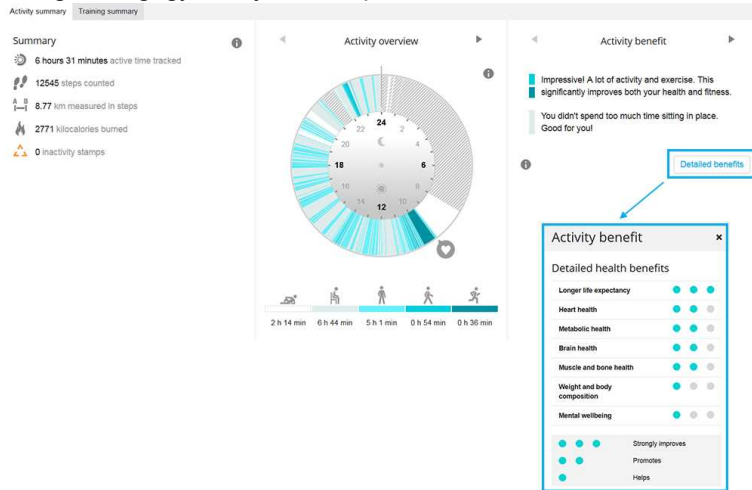 Activity summary
Training summary
Summary
6 hours 31 minutes active time tracked
12545 steps counted
A B
8.77 km measured in steps
2771 kilocalories burned
0 inactivity stamps
Activity overview
24
22
2
20
4
18
6
16
8
14
10
12
2 h 14 min
6 h 44 min
5 h 1 min
0 h 54 min
0 h 36 min
Activity benefit
Impressive! A lot of activity and exercise. This
significantly improves both your health and fitness.
You didn't spend too much time sitting in place.
Good for you!
Detailed benefits
Activity benefit
×
Detailed health benefits
Longer life expectancy
Heart health
Metabolic health
Brain health
Muscle and bone health
Weight and body
composition
Mental wellbeing
Strongly improves
Promotes
Helps